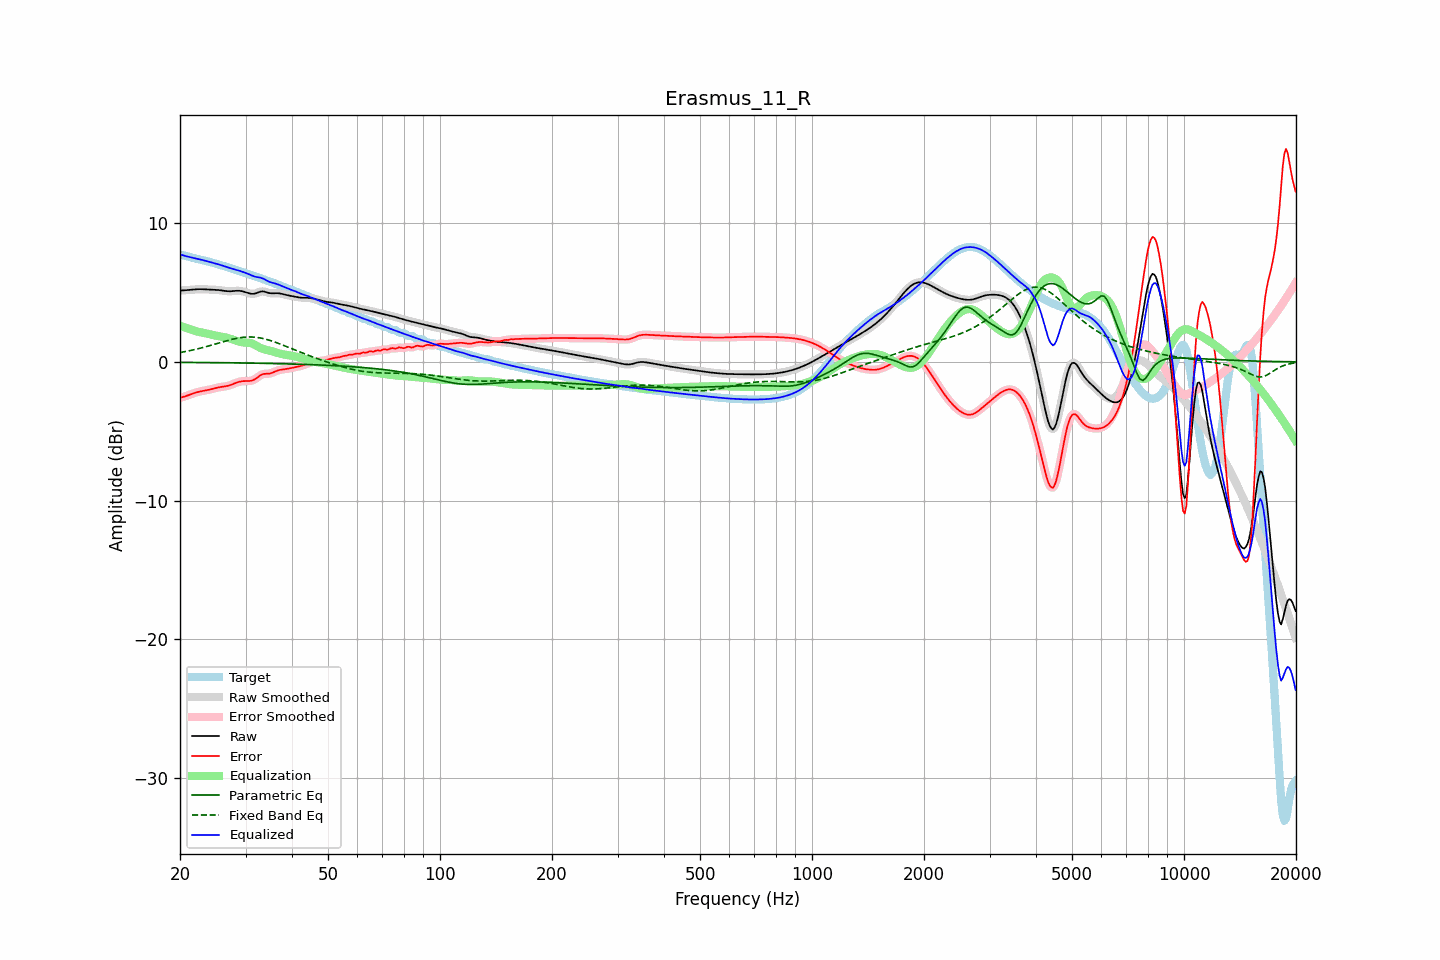 Erasmus_11_R
Amplitude (dBr)
10
0
−10
−20
−30
Target
Raw Smoothed
Error Smoothed
Raw
Error
Equalization
Parametric Eq
Fixed Band Eq
Equalized
20 50 100 200 500 1000 2000 5000 10000 20000
Frequency (Hz)